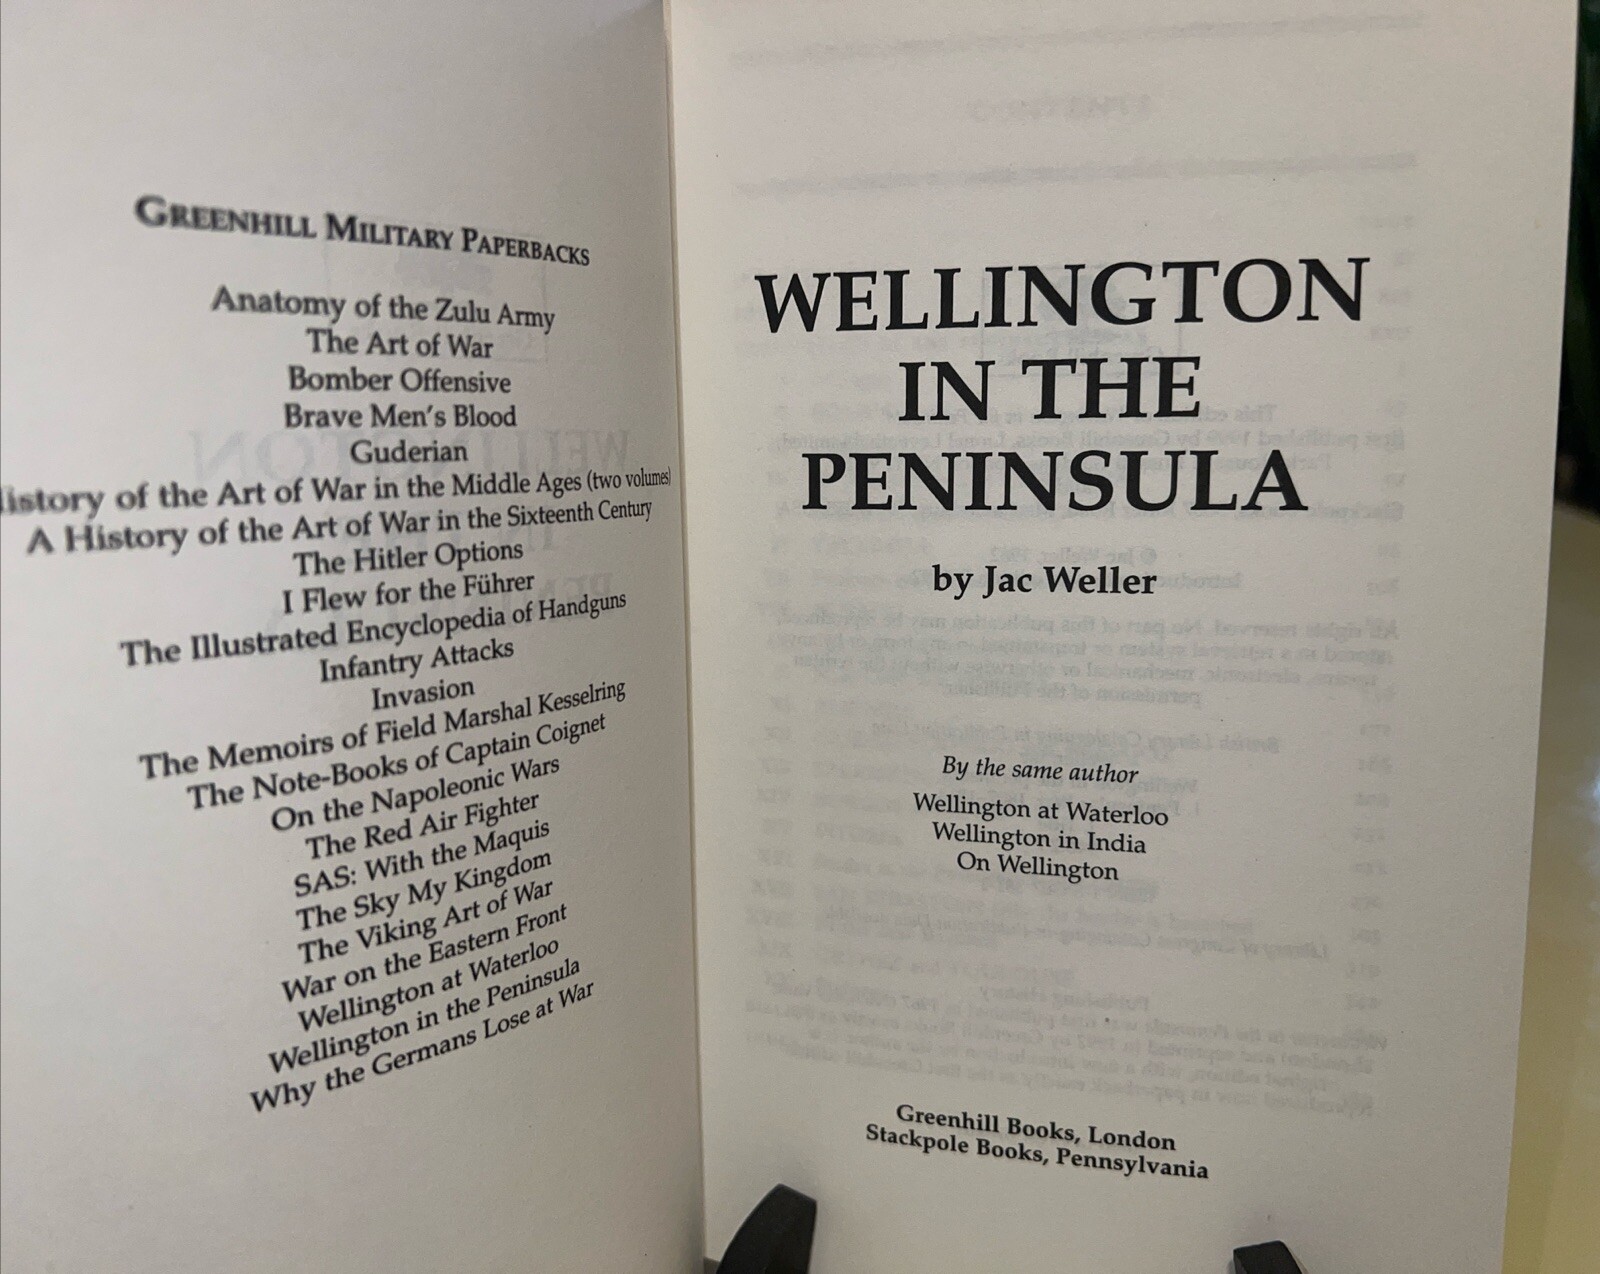 GREENHILL MILITARY PAPERBACKS
Anatomy of the Zulu Army
The Art of War
Bomber Offensive
Brave Men's Blood
Guderian
History of the Art of War in the Middle Ages (two volumes)
A History of the Art of War in the Sixteenth Century
The Hitler Options
I Flew for the Führer
The Illustrated Encyclopedia of Handguns
Infantry Attacks
Invasion
The Memoirs of Field Marshal Kesselring
The Note-Books of Captain Coignet
On the Napoleonic Wars
The Red Air Fighter
SAS: With the Maquis
The Sky My Kingdom
The Viking Art of War
War on the Eastern Front
Wellington at Waterloo
Wellington in the Peninsula
Why the Germans Lose at War
WELLINGTON
IN THE
PENINSULA
by Jac Weller
By the same author
Wellington at Waterloo
Wellington in India
On Wellington
Greenhill Books, London
Stackpole Books, Pennsylvania